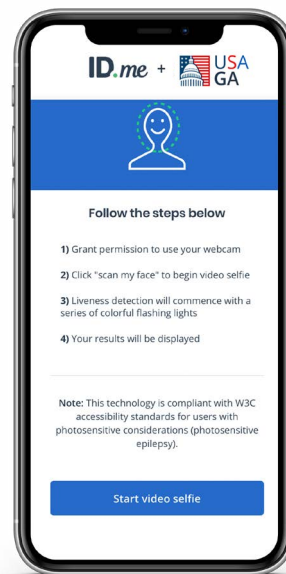 ID.me + USA
GA
Follow the steps below
1) Grant permission to use your webcam
2) Click "scan my face" to begin video selfie
3) Liveness detection will commence with a
series of colorful flashing lights
4) Your results will be displayed
Note: This technology is compliant with W3C
accessibility standards for users with
photosensitive considerations (photosensitive
epilepsy).
Start video selfie